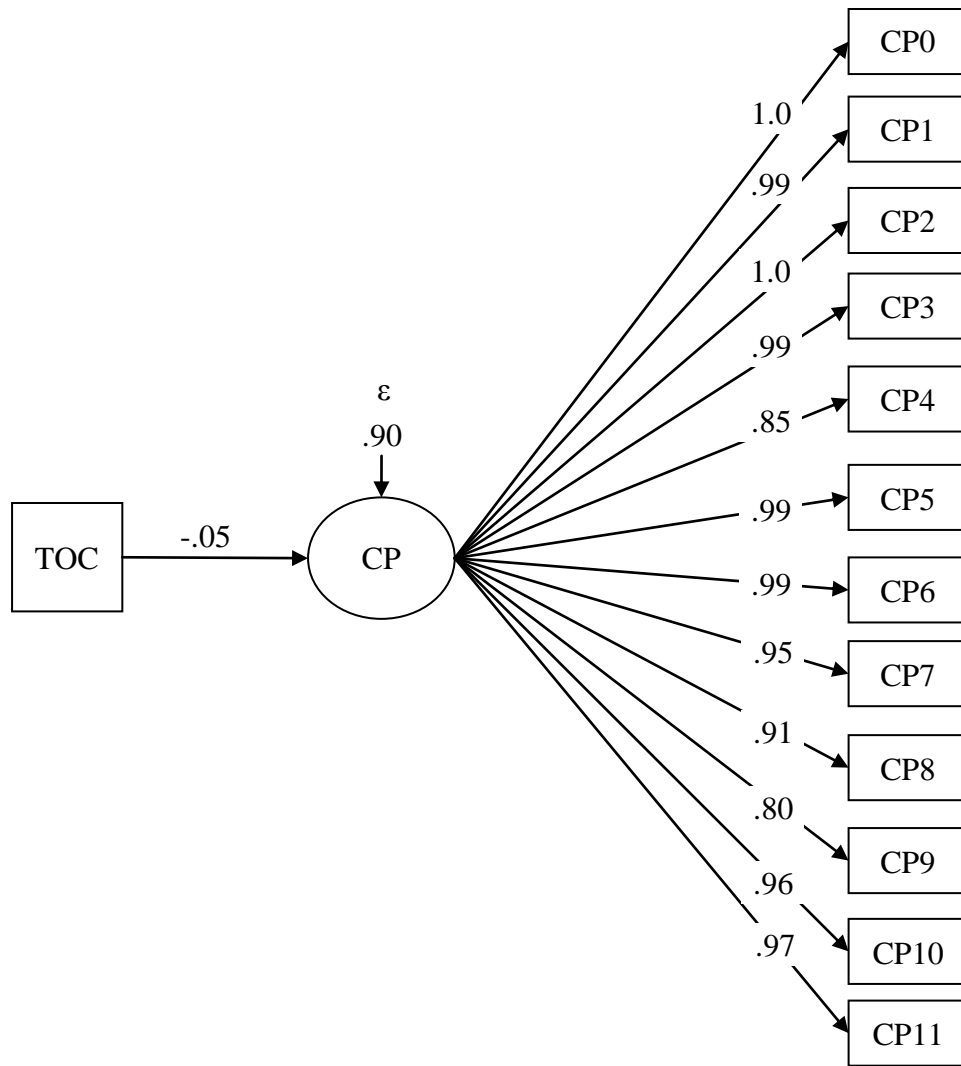 CP0
1.0
CP1
.99
CP2
1.0
CP3
.99
ε
.90
CP4
.85
CP5
.99
TOC
-.05
CP
CP6
.99
CP7
.95
CP8
.91
CP9
.80
CP10
.96
CP11
.97